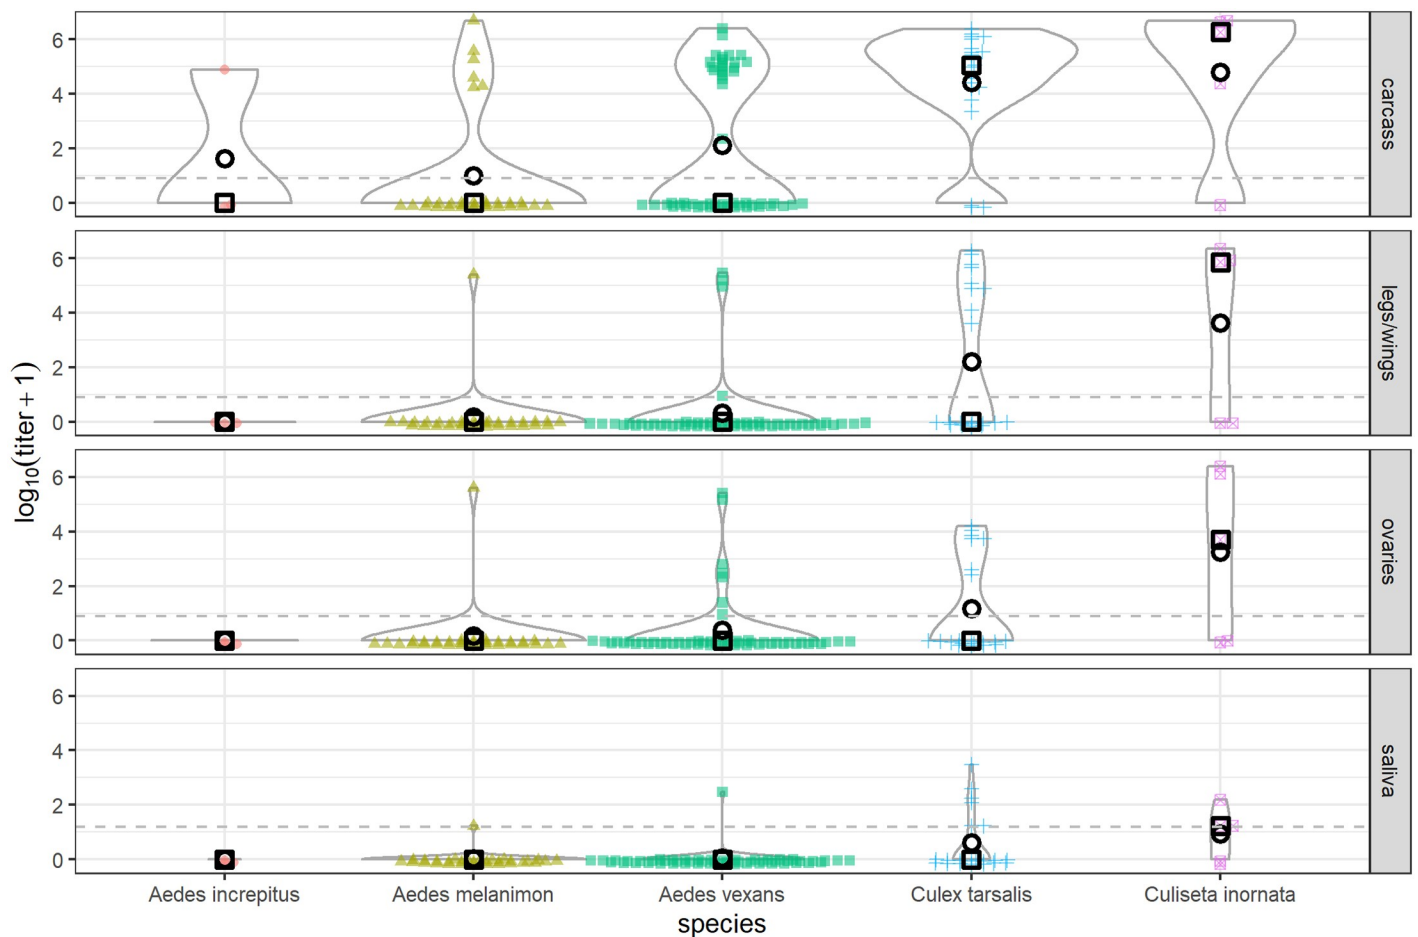 6
4
2
0
carcass
6
4
2
0
legs/wings
6
4
2
0
ovaries
6
4
2
0
saliva
log₁₀(titer + 1)
Aedes increpitus Aedes melanimon Aedes vexans Culex tarsalis Culiseta inornata
species